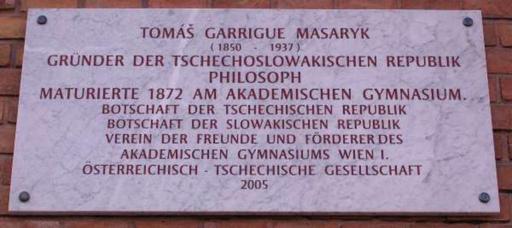 TOMÁŠ GARRIGUE MASARYK
(1850 - 1937)
GRÜNDER DER TSCHECHOSLOWAKISCHEN REPUBLIK
PHILOSOPH
MATURIERTE 1872 AM AKADEMISCHEN GYMNASIUM.
BOTSCHAFT DER TSCHECHISCHEN REPUBLIK
BOTSCHAFT DER SLOWAKISCHEN REPUBLIK
VEREIN DER FREUNDE UND FÖRDERER DES
AKADEMISCHEN GYMNASIUMS WIEN I.
ÖSTERREICHISCH - TSCHECHISCHE GESELLSCHAFT
2005